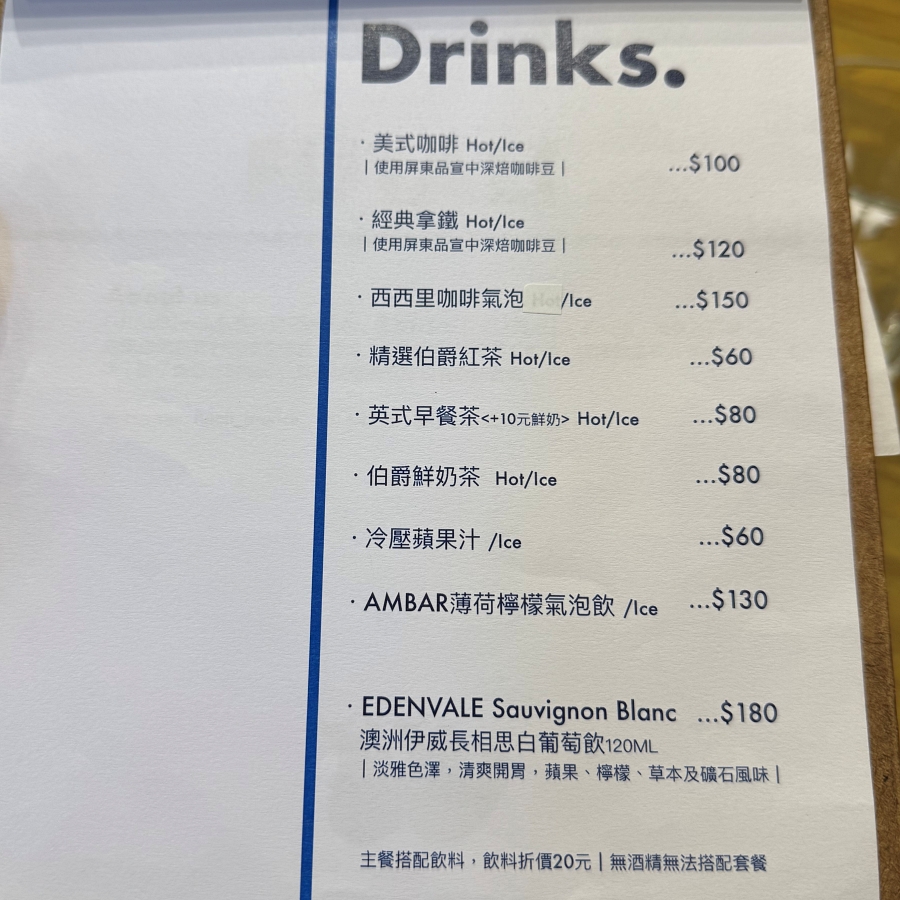 Drinks.
· 美式咖啡 Hot/Ice ...$100
| 使用屏東品宣中深焙咖啡豆 |
· 經典拿鐵 Hot/Ice ...$120
| 使用屏東品宣中深焙咖啡豆 |
· 西西里咖啡氣泡 Hot/Ice ...$150
· 精選伯爵紅茶 Hot/Ice ...$60
· 英式早餐茶<+10元鮮奶> Hot/Ice ...$80
· 伯爵鮮奶茶 Hot/Ice ...$80
· 冷壓蘋果汁 /Ice ...$60
· AMBAR薄荷檸檬氣泡飲 /Ice ...$130
· EDENVALE Sauvignon Blanc ...$180
澳洲伊威長相思白葡萄飲120ML
| 淡雅色澤，清爽開胃，蘋果、檸檬、草本及礦石風味 |
主餐搭配飲料，飲料折價20元 | 無酒精無法搭配套餐